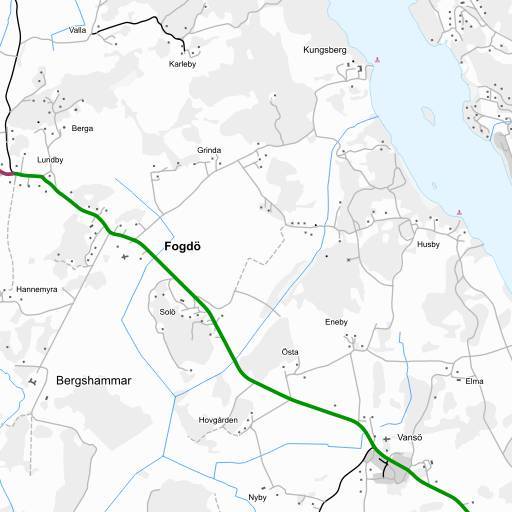 Valla
Kungsberg
Karleby
Berga
Grinda
Lundby
Fogdö
Husby
Hannemyra
Solö
Eneby
Östa
Bergshammar
Elma
Hovgården
Vansö
Nyby